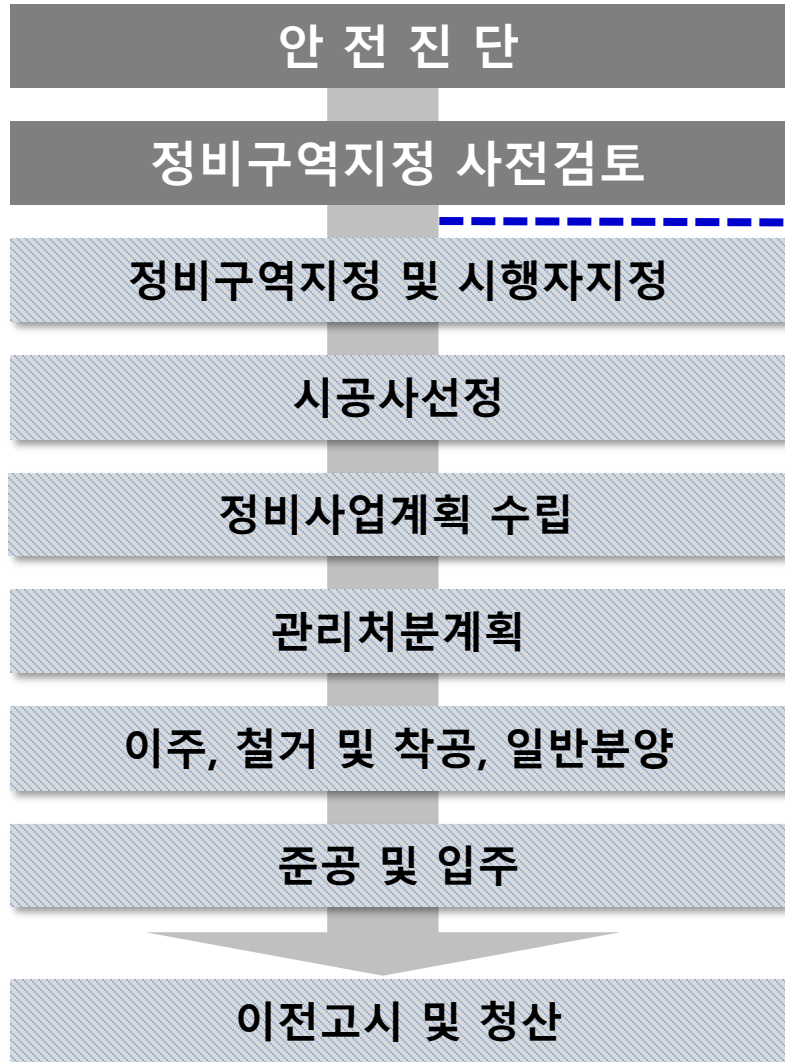 안 전 진 단
정비구역지정 사전검토
정비구역지정 및 시행자지정
시공사선정
정비사업계획 수립
관리처분계획
이주, 철거 및 착공, 일반분양
준공 및 입주
이전고시 및 청산